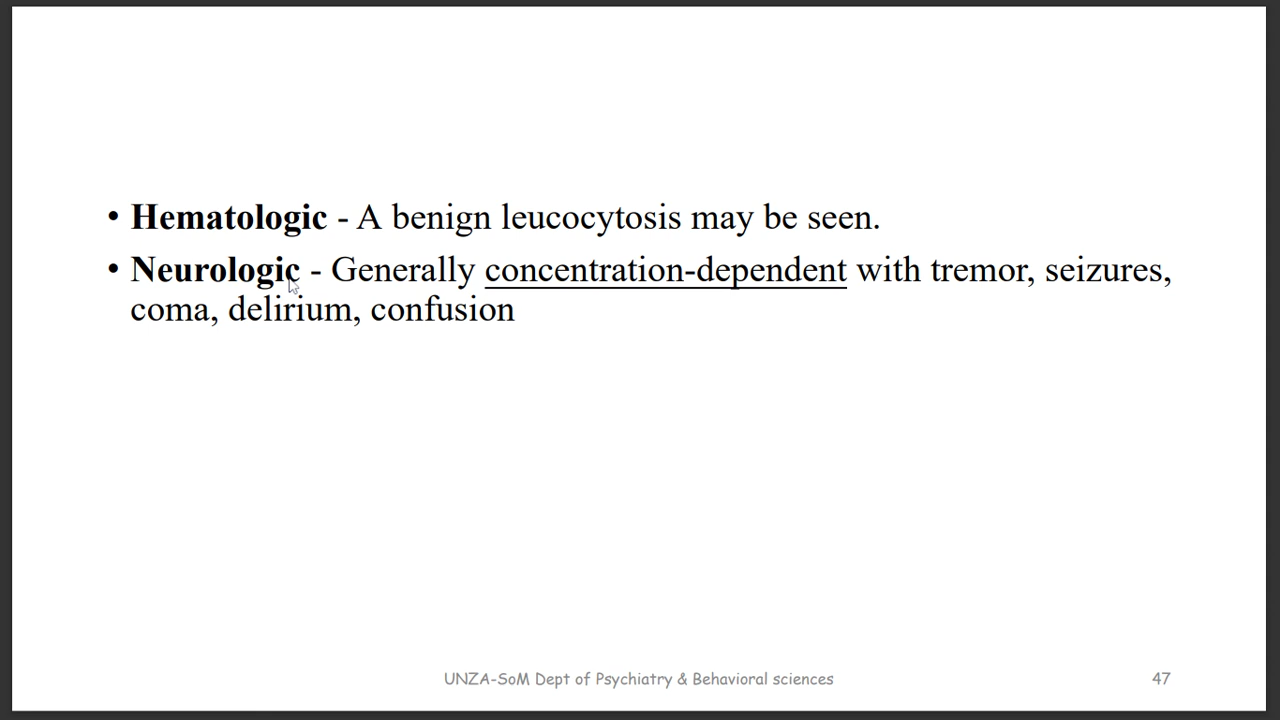 • Hematologic - A benign leucocytosis may be seen.
• Neurologic - Generally concentration-dependent with tremor, seizures,
coma, delirium, confusion
UNZA-SoM Dept of Psychiatry & Behavioral sciences
47